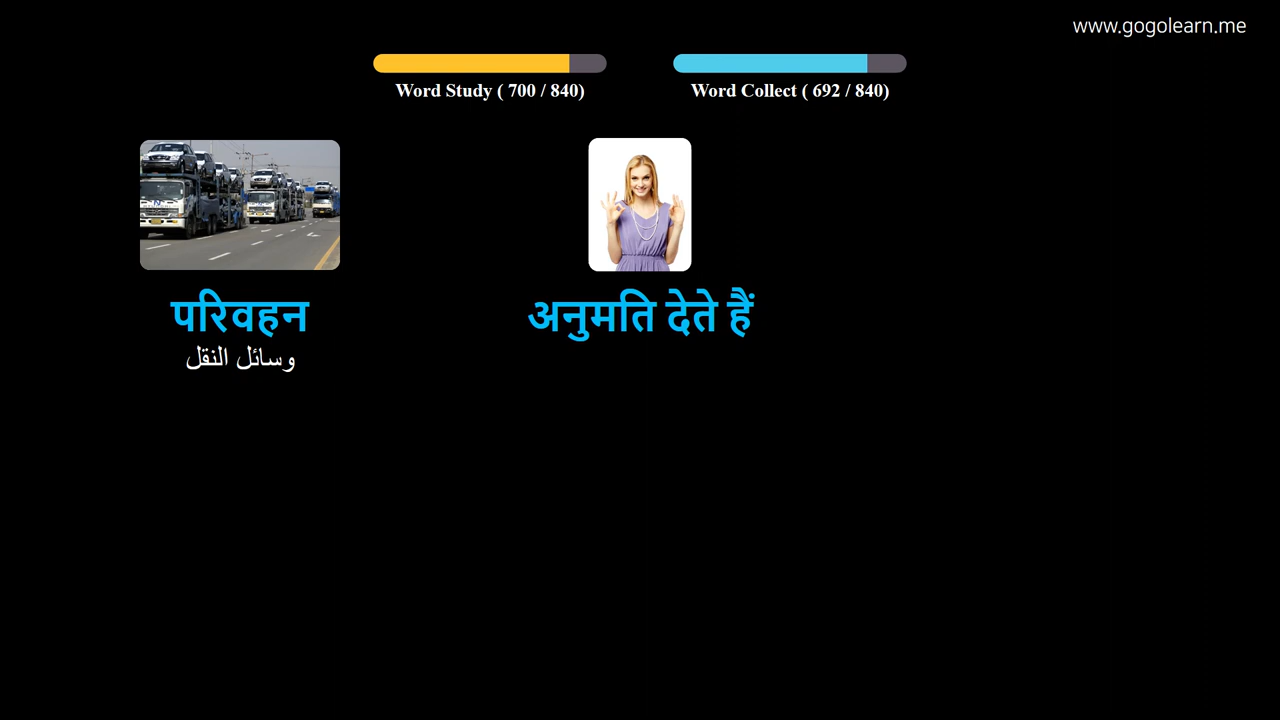 www.gogolearn.me
Word Study ( 700 / 840)
Word Collect ( 692 / 840)
परिवहन
وسائل النقل
अनुमति देते हैं